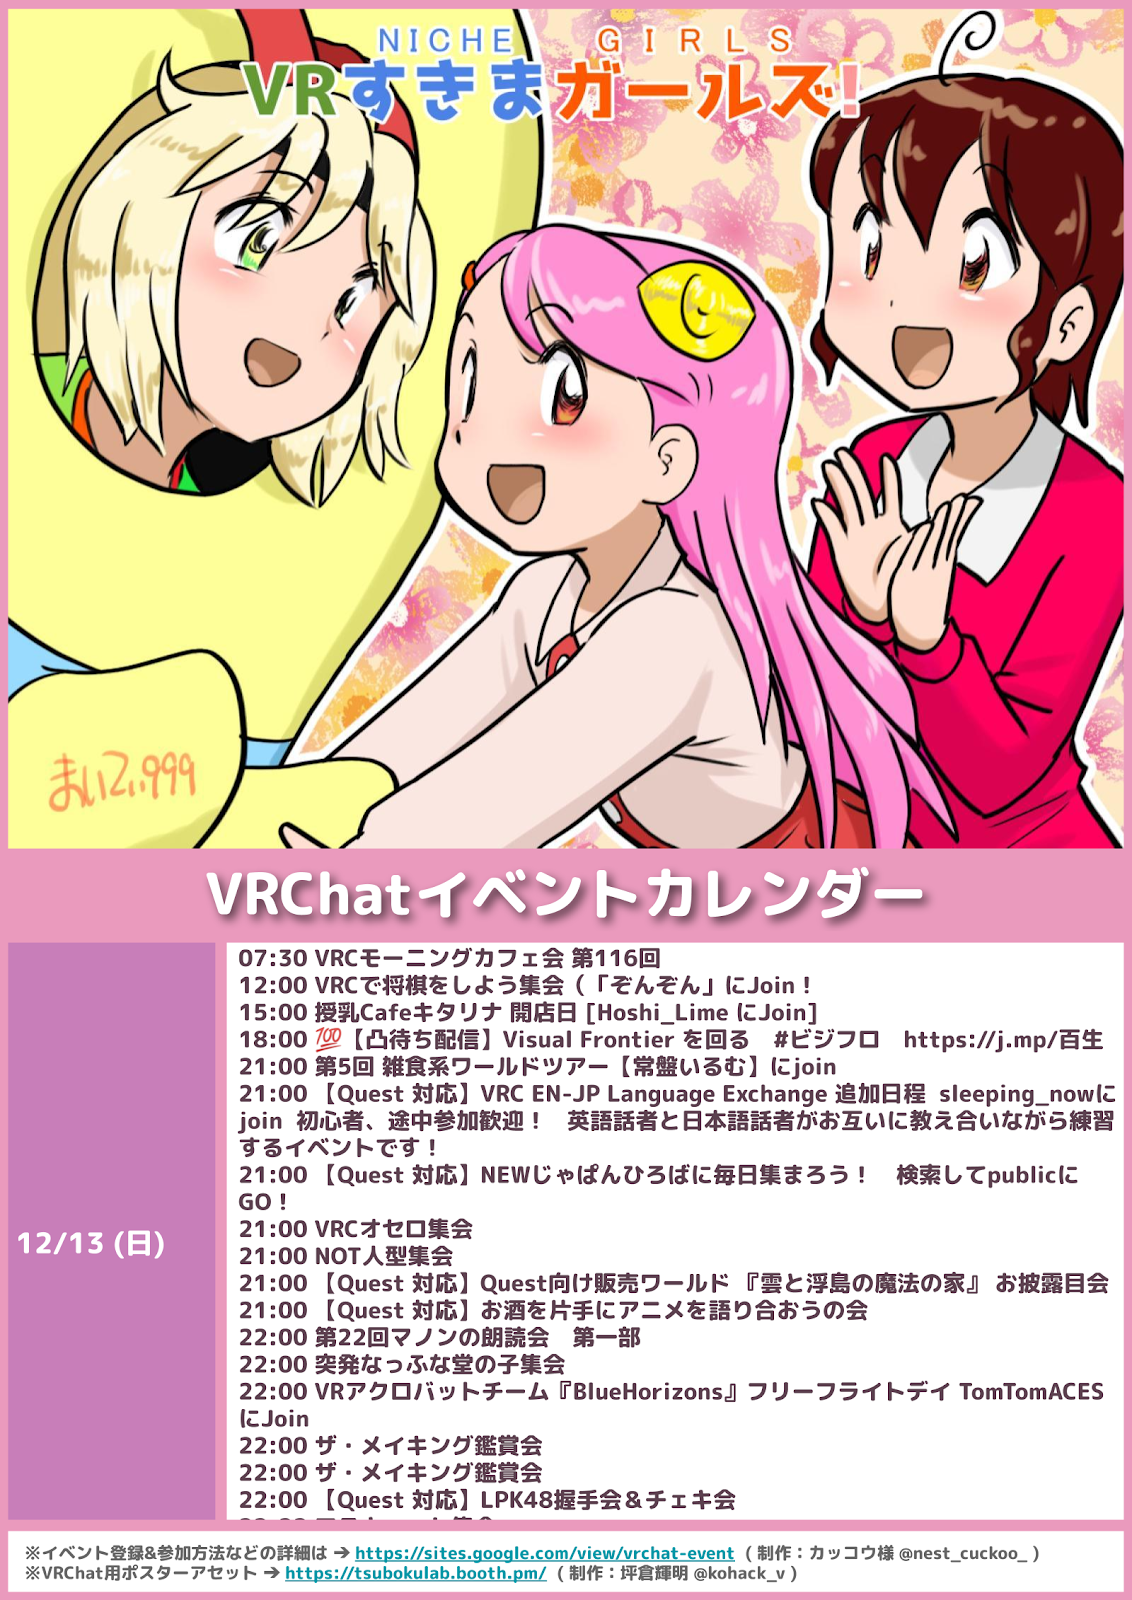 NICHE GIRLS
VRすきまガールズ!
まいてぃ999
VRChatイベントカレンダー
12/13 (日)
07:30 VRCモーニングカフェ会 第116回
12:00 VRCで将棋をしよう集会（「ぞんぞん」にJoin！
15:00 授乳Cafeキタリナ 開店日 [Hoshi_Lime にJoin]
18:00 💯【凸待ち配信】Visual Frontier を回る　#ビジフロ　https://j.mp/百生
21:00 第5回 雑食系ワールドツアー【常盤いるむ】にjoin
21:00 【Quest 対応】VRC EN-JP Language Exchange 追加日程 sleeping_nowに
join 初心者、途中参加歓迎！　英語話者と日本語話者がお互いに教え合いながら練習
するイベントです！
21:00 【Quest 対応】NEWじゃぱんひろばに毎日集まろう！　検索してpublicに
GO！
21:00 VRCオセロ集会
21:00 NOT人型集会
21:00 【Quest 対応】Quest向け販売ワールド 『雲と浮島の魔法の家』 お披露目会
21:00 【Quest 対応】お酒を片手にアニメを語り合おうの会
22:00 第22回マノンの朗読会　第一部
22:00 突発なっふな堂の子集会
22:00 VRアクロバットチーム『BlueHorizons』フリーフライトデイ TomTomACES
にJoin
22:00 ザ・メイキング鑑賞会
22:00 ザ・メイキング鑑賞会
22:00 【Quest 対応】LPK48握手会＆チェキ会
※イベント登録&参加方法などの詳細は ➔ https://sites.google.com/view/vrchat-event ( 制作：カッコウ様 @nest_cuckoo_ )
※VRChat用ポスターアセット ➔ https://tsubokulab.booth.pm/ ( 制作：坪倉輝明 @kohack_v )